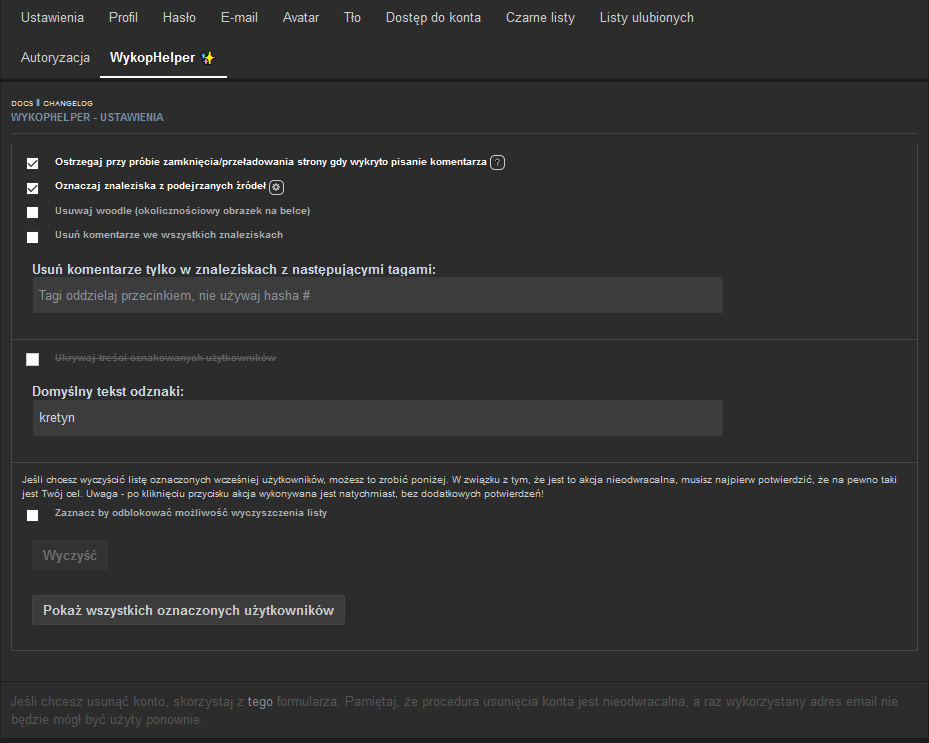 Ustawienia Profil Hasło E-mail Avatar Tło Dostęp do konta Czarne listy Listy ulubionych
Autoryzacja WykopHelper ✨
DOCS || CHANGELOG
WYKOPHELPER - USTAWIENIA
Ostrzegaj przy próbie zamknięcia/przeładowania strony gdy wykryto pisanie komentarza ?
Oznaczaj znaleziska z podejrzanych źródeł
Usuwaj woodle (okolicznościowy obrazek na belce)
Usuń komentarze we wszystkich znaleziskach
Usuń komentarze tylko w znaleziskach z następującymi tagami:
Tagi oddzielaj przecinkiem, nie używaj hasha #
Ukrywaj treści oznakowanych użytkowników
Domyślny tekst odznaki:
kretyn
Jeśli chcesz wyczyścić listę oznaczonych wcześniej użytkowników, możesz to zrobić poniżej. W związku z tym, że jest to akcja nieodwracalna, musisz najpierw potwierdzić, że na pewno taki
jest Twój cel. Uwaga - po kliknięciu przycisku akcja wykonywana jest natychmiast, bez dodatkowych potwierdzeń!
Zaznacz by odblokować możliwość wyczyszczenia listy
Wyczyść
Pokaż wszystkich oznaczonych użytkowników
Jeśli chcesz usunąć konto, skorzystaj z tego formularza. Pamiętaj, że procedura usunięcia konta jest nieodwracalna, a raz wykorzystany adres email nie
będzie mógł być użyty ponownie.